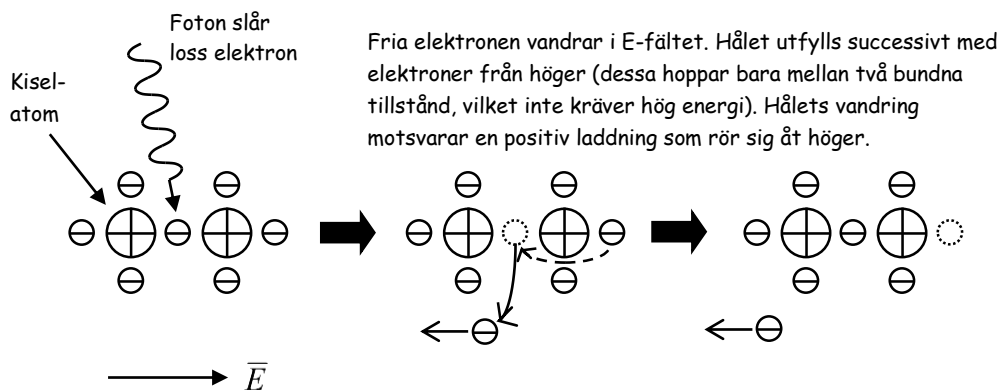 Foton slår
loss elektron
Kisel-
atom
Fria elektronen vandrar i E-fältet. Hålet utfylls successivt med
elektroner från höger (dessa hoppar bara mellan två bundna
tillstånd, vilket inte kräver hög energi). Hålets vandring
motsvarar en positiv laddning som rör sig åt höger.
E̅